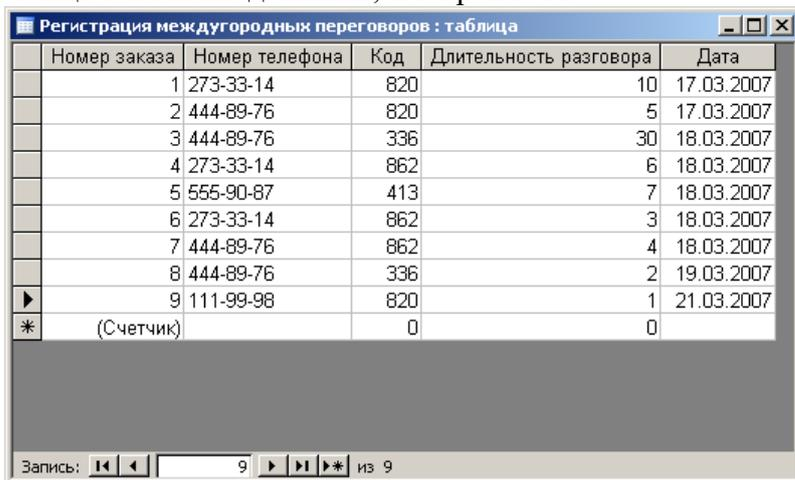 Регистрация междугородных переговоров : таблица
Номер заказа Номер телефона Код Длительность разговора Дата
1 273-33-14 820 10 17.03.2007
2 444-89-76 820 5 17.03.2007
3 444-89-76 336 30 18.03.2007
4 273-33-14 862 6 18.03.2007
5 555-90-87 413 7 18.03.2007
6 273-33-14 862 3 18.03.2007
7 444-89-76 862 4 18.03.2007
8 444-89-76 336 2 19.03.2007
9 111-99-98 820 1 21.03.2007
(Счетчик) 0 0
Запись: 9 из 9